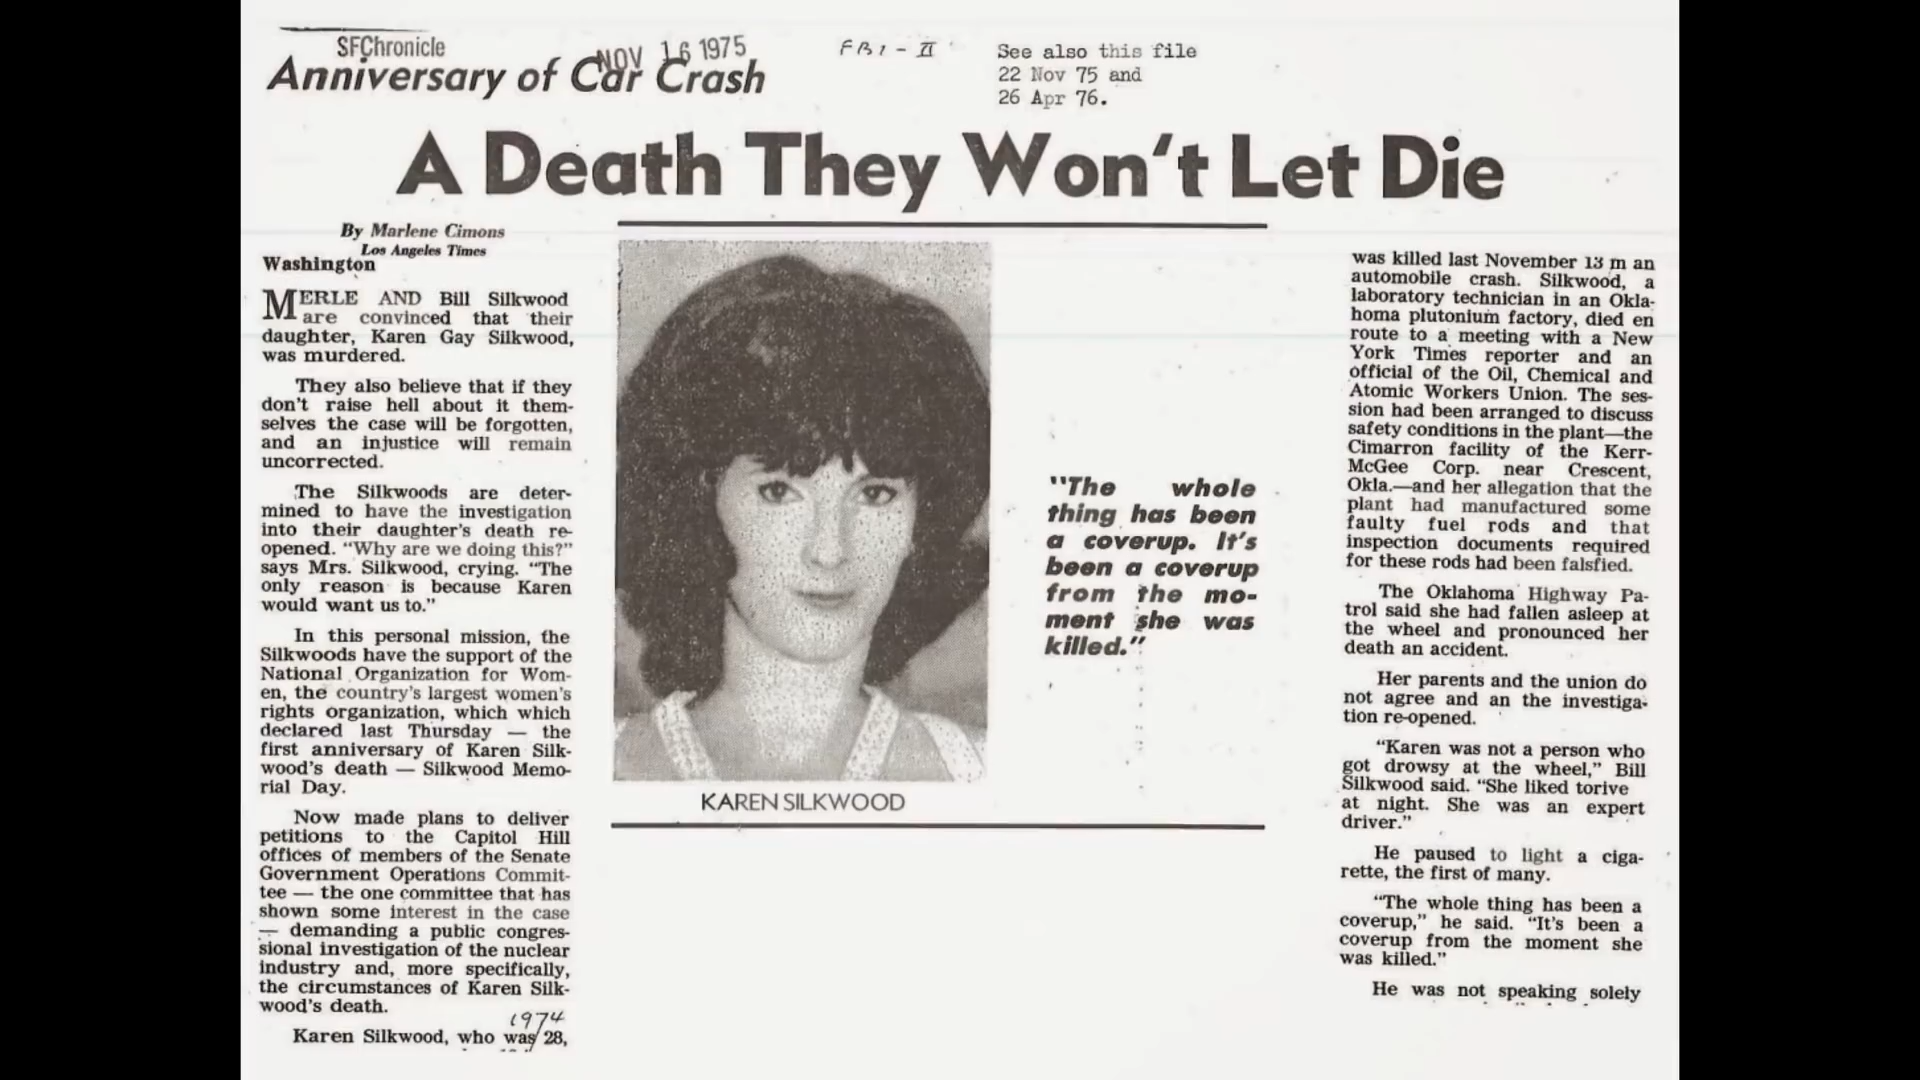 SFChronicle
NOV 16 1975
FBI - II
See also this file
22 Nov 75 and
26 Apr 76.
Anniversary of Car Crash
A Death They Won't Let Die
By Marlene Cimons
Los Angeles Times
Washington
MERLE AND Bill Silkwood
are convinced that their
daughter, Karen Gay Silkwood,
was murdered.
They also believe that if they
don't raise hell about it them-
selves the case will be forgotten,
and an injustice will remain
uncorrected.
The Silkwoods are deter-
mined to have the investigation
into their daughter's death re-
opened. "Why are we doing this?"
says Mrs. Silkwood, crying. "The
only reason is because Karen
would want us to."
In this personal mission, the
Silkwoods have the support of the
National Organization for Wom-
en, the country's largest women's
rights organization, which which
declared last Thursday — the
first anniversary of Karen Silk-
wood's death — Silkwood Memo-
rial Day.
Now made plans to deliver
petitions to the Capitol Hill
offices of members of the Senate
Government Operations Commit-
tee — the one committee that has
shown some interest in the case
— demanding a public congres-
sional investigation of the nuclear
industry and, more specifically,
the circumstances of Karen Silk-
wood's death.
1974
Karen Silkwood, who was 28,
KAREN SILKWOOD
"The whole
thing has been
a coverup. It's
been a coverup
from the mo-
ment she was
killed."
was killed last November 13 m an
automobile crash. Silkwood, a
laboratory technician in an Okla-
homa plutonium factory, died en
route to a meeting with a New
York Times reporter and an
official of the Oil, Chemical and
Atomic Workers Union. The ses-
sion had been arranged to discuss
safety conditions in the plant—the
Cimarron facility of the Kerr-
McGee Corp. near Crescent,
Okla.—and her allegation that the
plant had manufactured some
faulty fuel rods and that
inspection documents required
for these rods had been falsfied.
The Oklahoma Highway Pa-
trol said she had fallen asleep at
the wheel and pronounced her
death an accident.
Her parents and the union do
not agree and an the investiga-
tion re-opened.
"Karen was not a person who
got drowsy at the wheel," Bill
Silkwood said. "She liked torive
at night. She was an expert
driver."
He paused to light a ciga-
rette, the first of many.
"The whole thing has been a
coverup," he said. "It's been a
coverup from the moment she
was killed."
He was not speaking solely